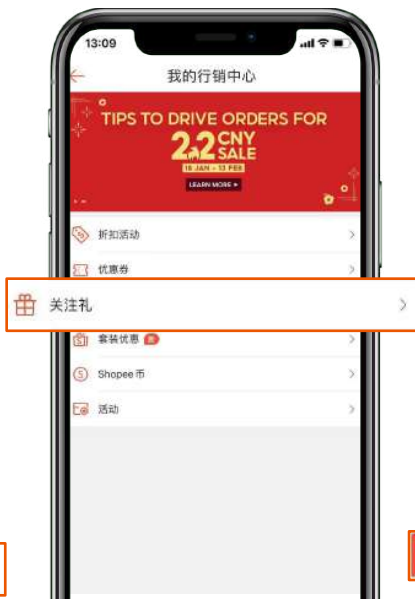 13:09
我的行销中心
TIPS TO DRIVE ORDERS FOR
2.2 CNY SALE
18 JAN - 13 FEB
LEARN MORE
折扣活动
优惠券
关注礼
套装优惠 新
Shopee 币
活动